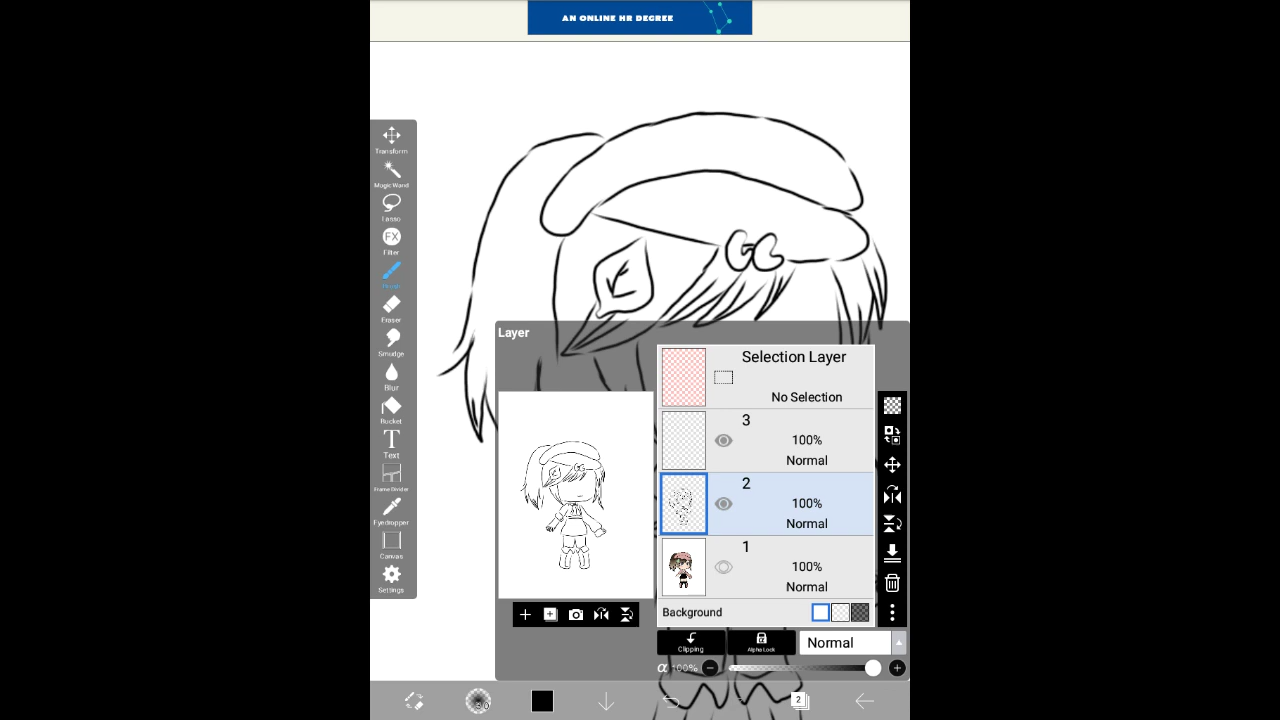 AN ONLINE HR DEGREE
Transform
Magic Wand
Lasso
FX
Filter
Brush
Eraser
Smudge
Blur
Bucket
T
Text
Frame Divider
Eyedropper
Canvas
Settings
Layer
Selection Layer
No Selection
3
100%
Normal
2
100%
Normal
1
100%
Normal
Background
Clipping
Alpha Lock
Normal
α 100%
2